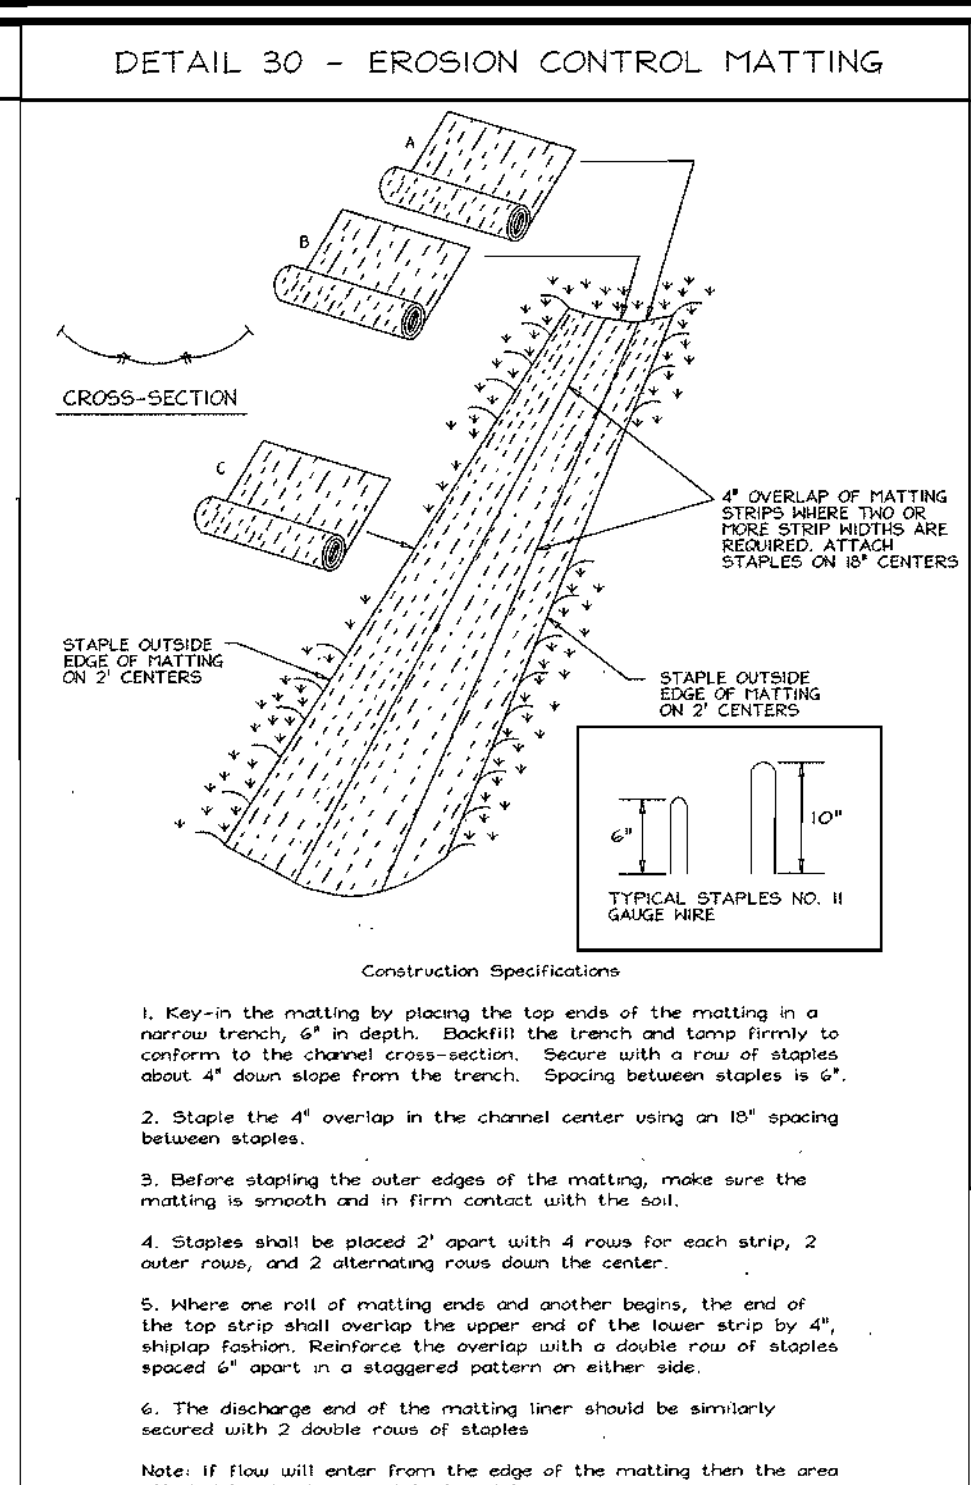 DETAIL 30 - EROSION CONTROL MATTING
A
B
CROSS-SECTION
C
4" OVERLAP OF MATTING
STRIPS WHERE TWO OR
MORE STRIP WIDTHS ARE
REQUIRED. ATTACH
STAPLES ON 18" CENTERS
STAPLE OUTSIDE
EDGE OF MATTING
ON 2' CENTERS
STAPLE OUTSIDE
EDGE OF MATTING
ON 2' CENTERS
6"
10"
TYPICAL STAPLES NO. 11
GAUGE WIRE
Construction Specifications
1. Key-in the matting by placing the top ends of the matting in a
narrow trench, 6" in depth. Backfill the trench and tamp firmly to
conform to the channel cross-section. Secure with a row of staples
about 4" down slope from the trench. Spacing between staples is 6".
2. Staple the 4" overlap in the channel center using an 18" spacing
between staples.
3. Before stapling the outer edges of the matting, make sure the
matting is smooth and in firm contact with the soil.
4. Staples shall be placed 2' apart with 4 rows for each strip, 2
outer rows, and 2 alternating rows down the center.
5. Where one roll of matting ends and another begins, the end of
the top strip shall overlap the upper end of the lower strip by 4",
shiplap fashion. Reinforce the overlap with a double row of staples
spaced 6" apart in a staggered pattern on either side.
6. The discharge end of the matting liner should be similarly
secured with 2 double rows of staples
Note: If flow will enter from the edge of the matting then the area